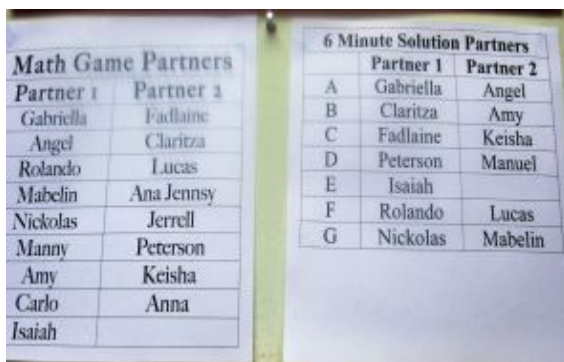 Math Game Partners
Partner 1 Partner 2
Gabriella Fadlaine
Angel Claritza
Rolando Lucas
Mabelin Ana Jennsy
Nickolas Jerrell
Manny Peterson
Amy Keisha
Carlo Anna
Isaiah
6 Minute Solution Partners
Partner 1 Partner 2
A Gabriella Angel
B Claritza Amy
C Fadlaine Keisha
D Peterson Manuel
E Isaiah
F Rolando Lucas
G Nickolas Mabelin